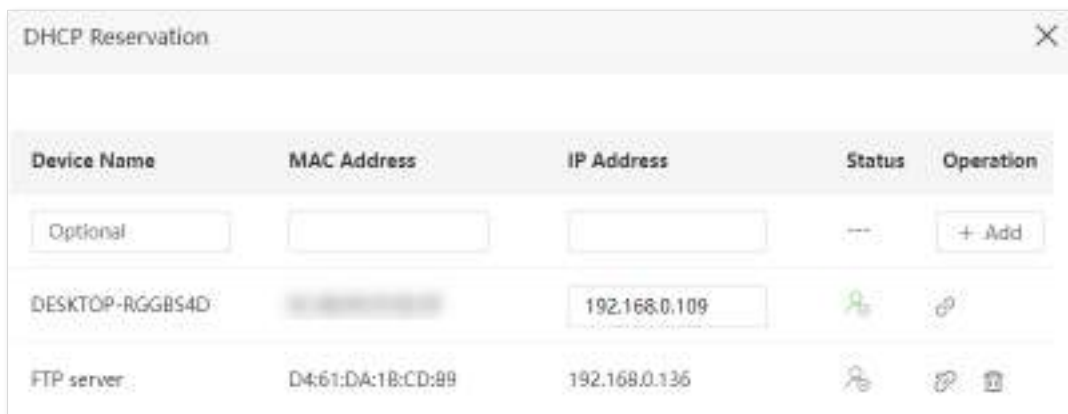 DHCP Reservation
Device Name MAC Address IP Address Status Operation
Optional --- + Add
DESKTOP-RGGBS4D 192.168.0.109
FTP server D4:61:DA:1B:CD:89 192.168.0.136